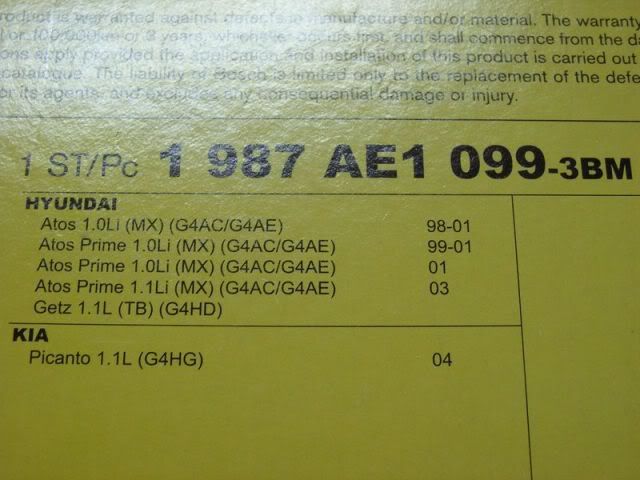 product is warranted against defects in manufacture and/or material. The warranty
or 100,000km or 3 years, whichever occurs first, and shall commence from the da
ons apply provided the application and installation of this product is carried out
catalogue. The liability of Bosch is limited only to the replacement of the defe
or its agents and excludes any consequential damage or injury.
1 ST/Pc 1 987 AE1 099-3BM
HYUNDAI
Atos 1.0Li (MX) (G4AC/G4AE) 98-01
Atos Prime 1.0Li (MX) (G4AC/G4AE) 99-01
Atos Prime 1.0Li (MX) (G4AC/G4AE) 01
Atos Prime 1.1Li (MX) (G4AC/G4AE) 03
Getz 1.1L (TB) (G4HD)
KIA
Picanto 1.1L (G4HG) 04